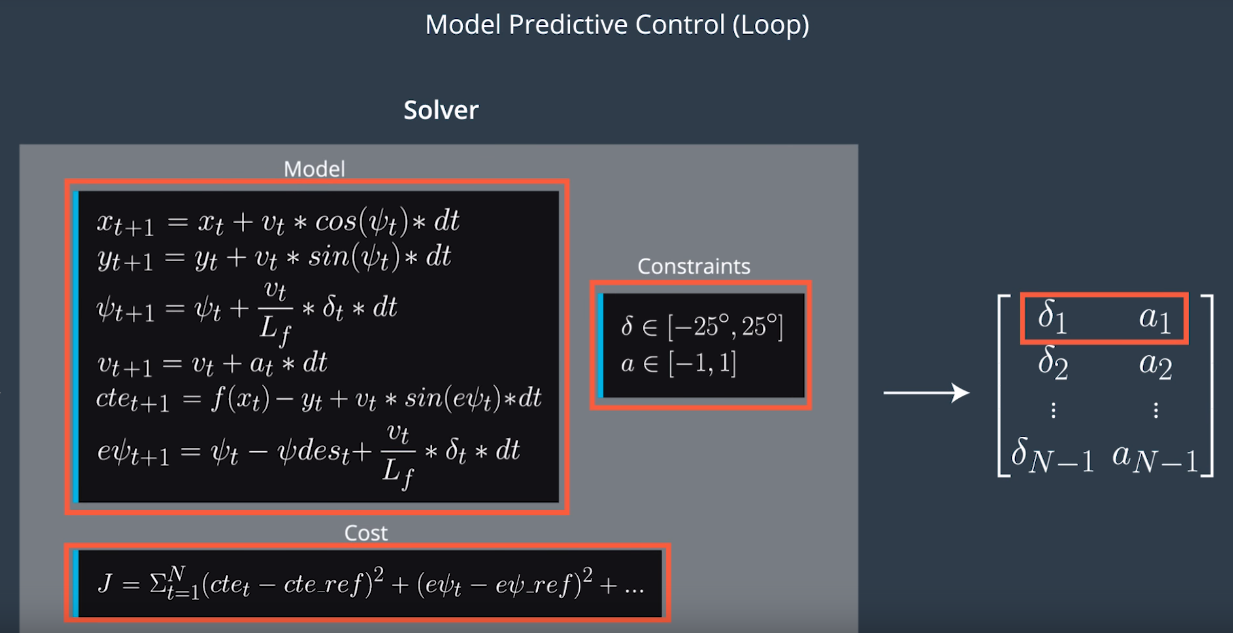 Model Predictive Control (Loop)
Solver
Model
x_{t+1} = x_t + v_t * cos(ψ_t) * dt
y_{t+1} = y_t + v_t * sin(ψ_t) * dt
ψ_{t+1} = ψ_t + \frac{v_t}{L_f} * δ_t * dt
v_{t+1} = v_t + a_t * dt
cte_{t+1} = f(x_t) − y_t + v_t * sin(eψ_t) * dt
eψ_{t+1} = ψ_t − ψdes_t + \frac{v_t}{L_f} * δ_t * dt
Constraints
δ ∈ [−25°, 25°]
a ∈ [−1, 1]
Cost
J = Σ_{t=1}^{N}(cte_t − cte_ref)² + (eψ_t − eψ_ref)² + ...
δ_1 a_1
δ_2 a_2
⋮ ⋮
δ_{N−1} a_{N−1}